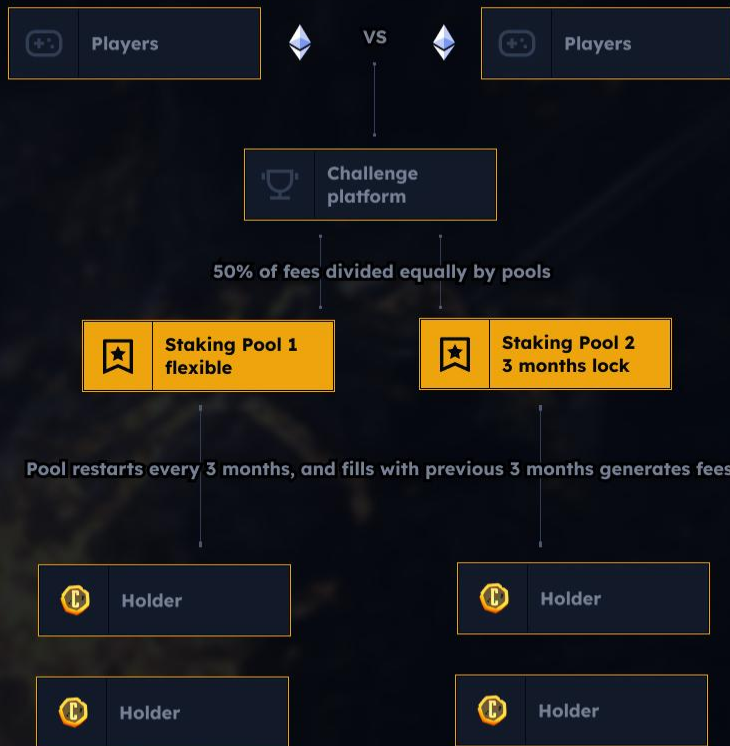 Players
VS
Players
Challenge
platform
50% of fees divided equally by pools
Staking Pool 1
flexible
Staking Pool 2
3 months lock
Pool restarts every 3 months, and fills with previous 3 months generates fees
Holder
Holder
Holder
Holder